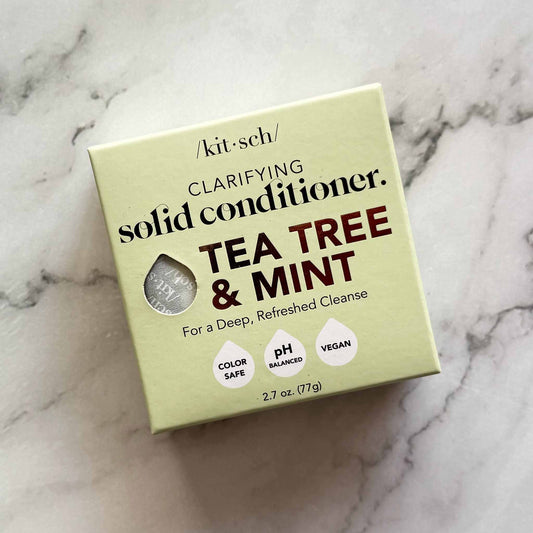 /kit·sch/
CLARIFYING
solid conditioner.
TEA TREE
& MINT
For a Deep, Refreshed Cleanse
COLOR
SAFE
pH
BALANCED
VEGAN
2.7 oz. (77g)